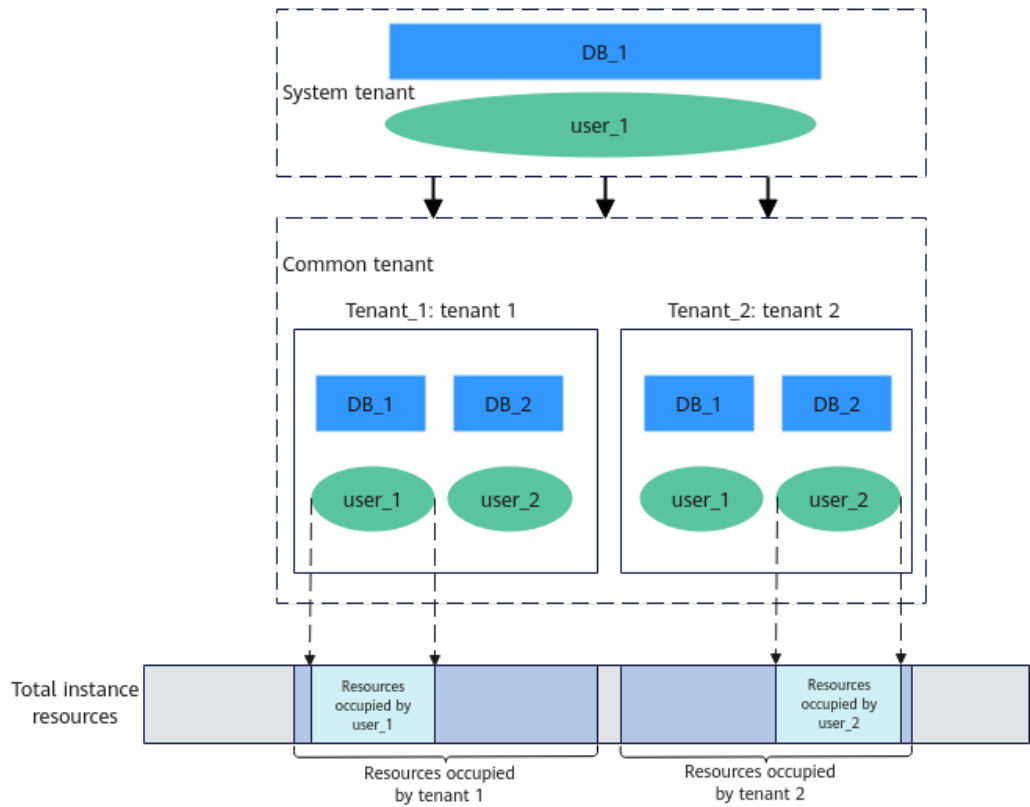 DB_1
System tenant
user_1
Common tenant
Tenant_1: tenant 1
Tenant_2: tenant 2
DB_1
DB_2
DB_1
DB_2
user_1
user_2
user_1
user_2
Total instance
resources
Resources
occupied by
user_1
Resources
occupied by
user_2
Resources occupied
by tenant 1
Resources occupied
by tenant 2